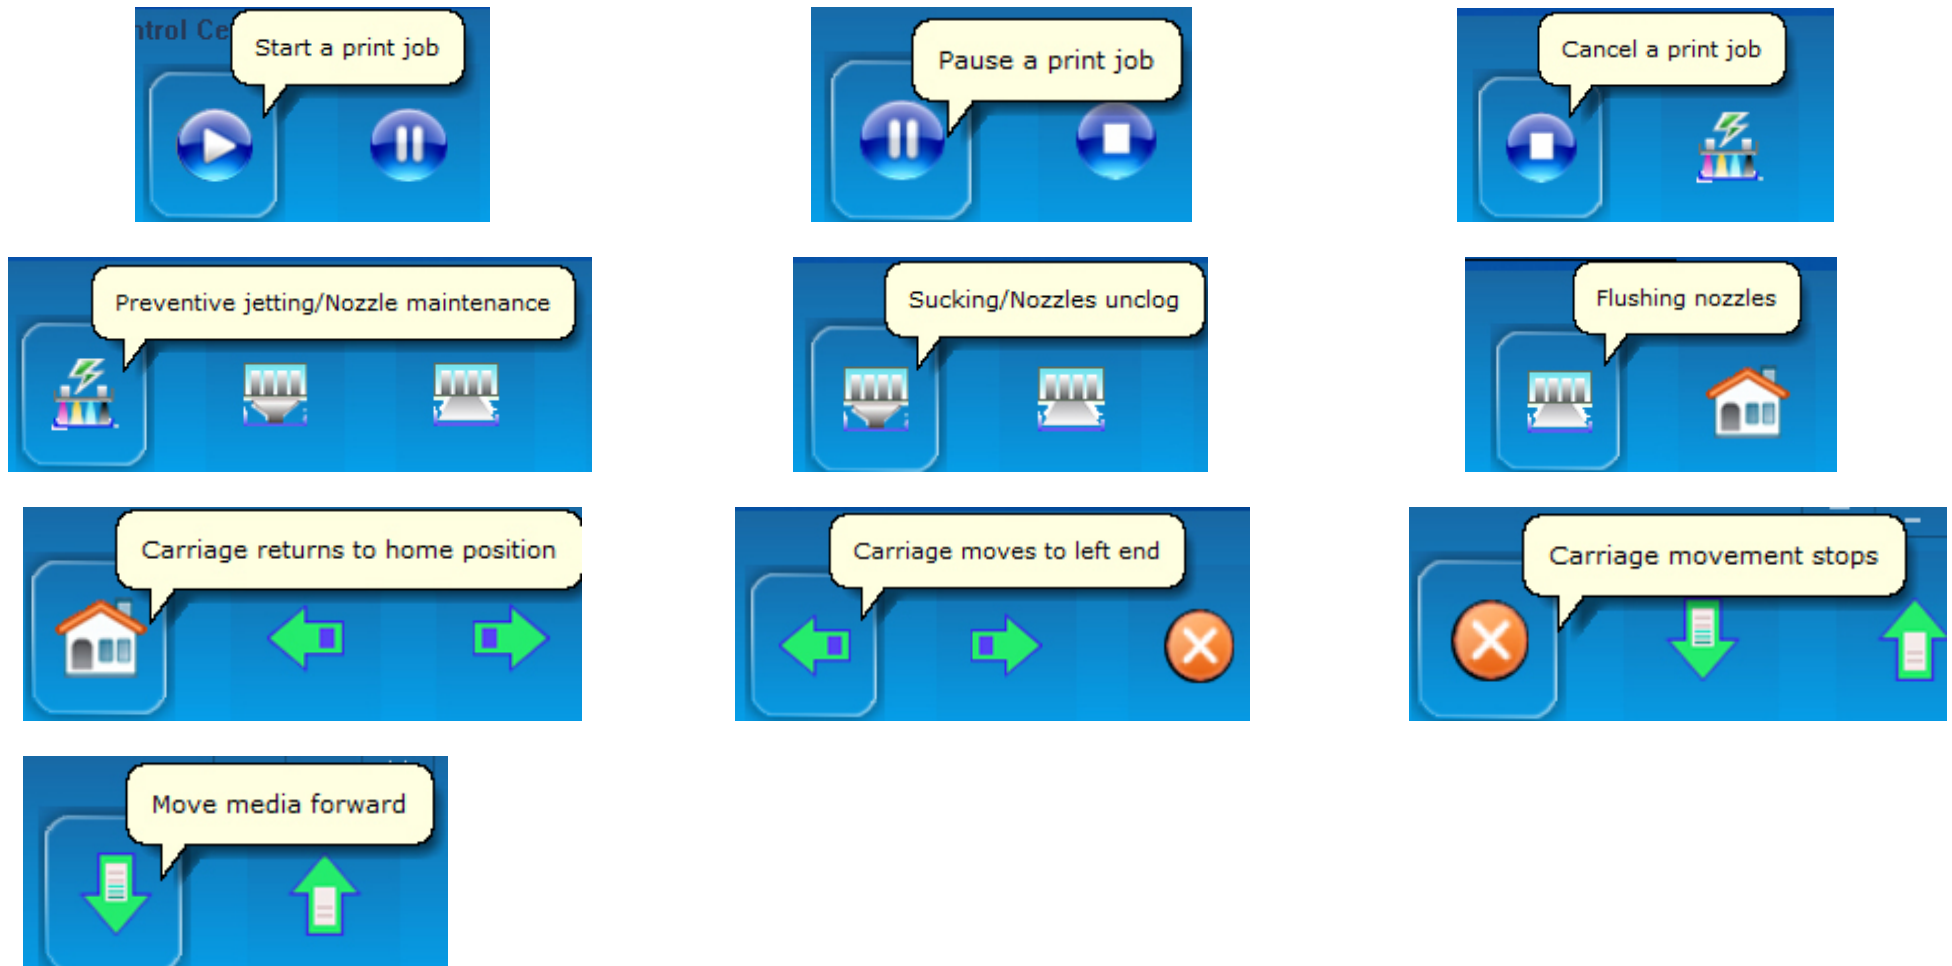 ntrol Ce
Start a print job
Pause a print job
Cancel a print job
Preventive jetting/Nozzle maintenance
Sucking/Nozzles unclog
Flushing nozzles
Carriage returns to home position
Carriage moves to left end
Carriage movement stops
Move media forward